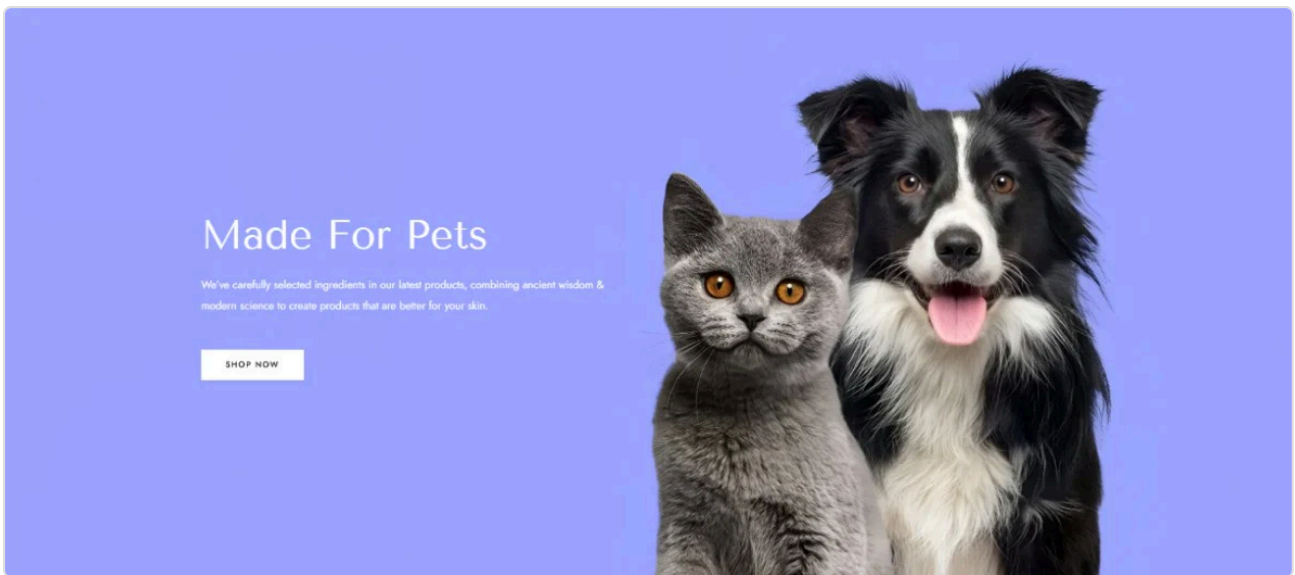 Made For Pets
We've carefully selected ingredients in our latest products, combining ancient wisdom &
modern science to create products that are better for your skin.
SHOP NOW